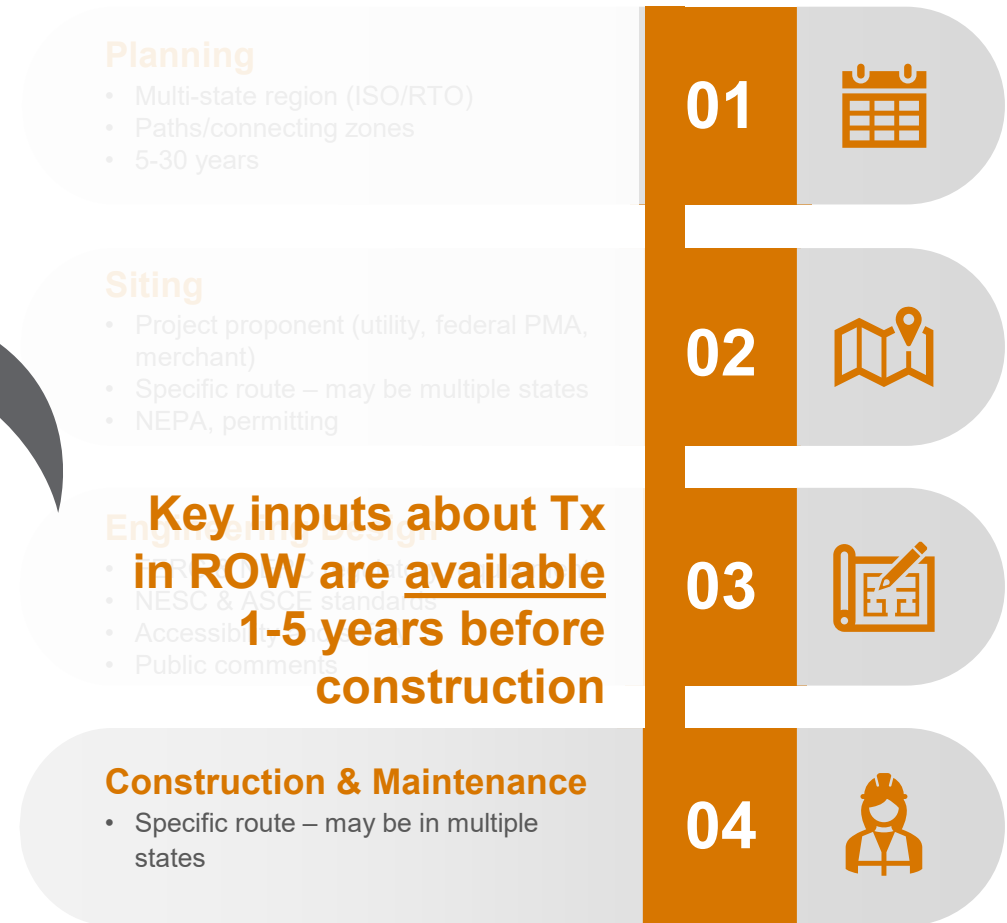 Planning
• Multi-state region (ISO/RTO)
• Paths/connecting zones
• 5-30 years
01
Siting
• Project proponent (utility, federal PMA,
merchant)
• Specific route – may be multiple states
• NEPA, permitting
02
Engineering Design
• NESC & ASCE standards
• Public comments
03
Key inputs about Tx
in ROW are available
1-5 years before
construction
Construction & Maintenance
• Specific route – may be in multiple
states
04